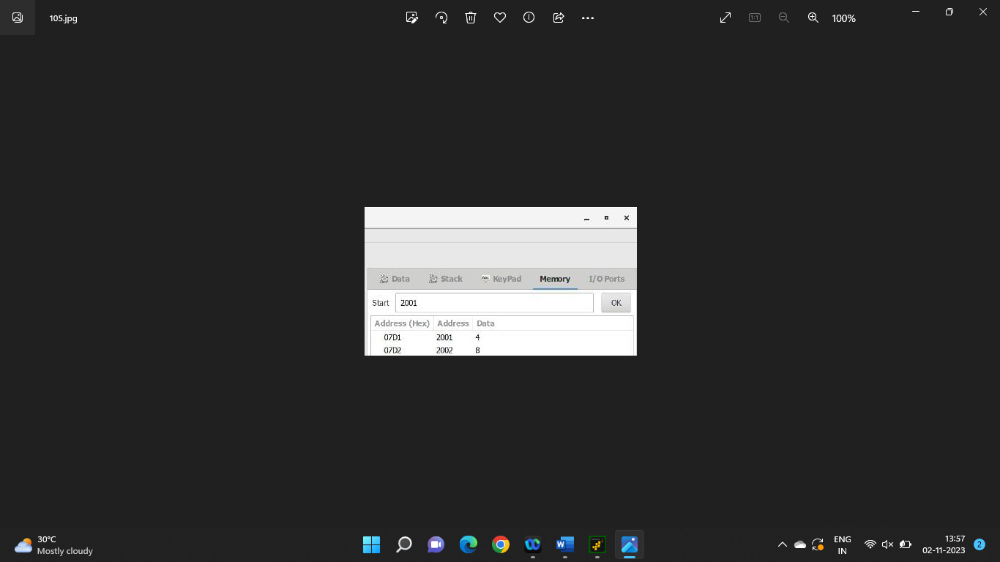 105.jpg
100%
Data Stack ABC KeyPad Memory I/O Ports
Start 2001 OK
Address (Hex) Address Data
07D1 2001 4
07D2 2002 8
30°C
Mostly cloudy
ENG
IN
13:57
02-11-2023
2